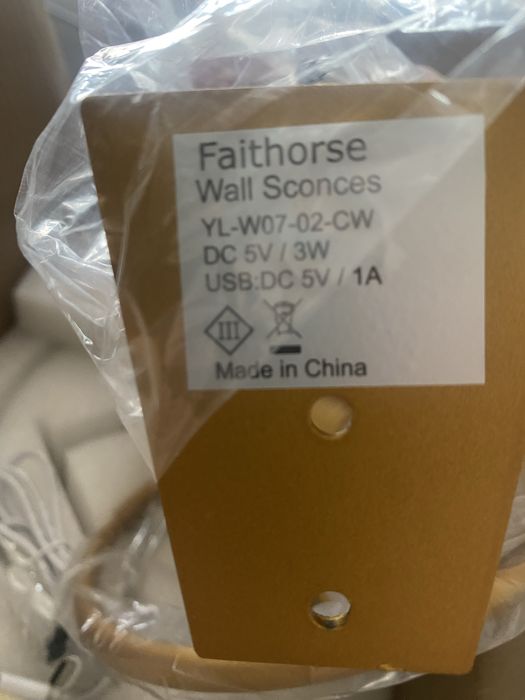 Faithorse
Wall Sconces
YL-W07-02-CW
DC 5V / 3W
USB:DC 5V / 1A
III
Made in China